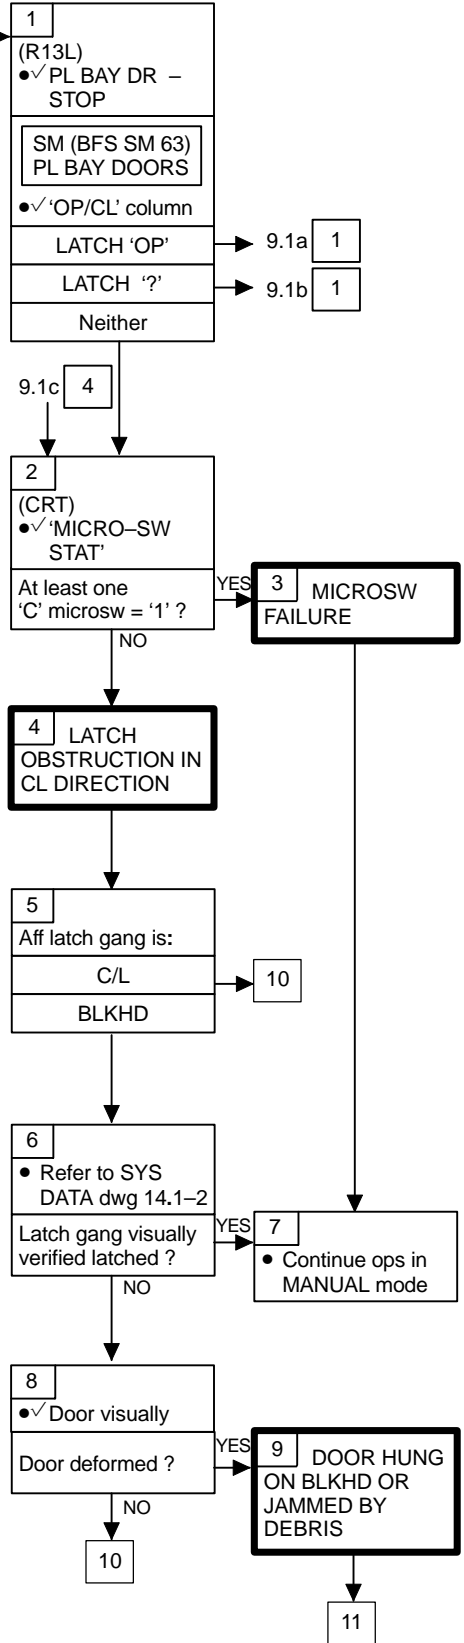 1
(R13L)
●✓PL BAY DR –
STOP
SM (BFS SM 63)
PL BAY DOORS
●✓‘OP/CL’ column
LATCH ‘OP’
9.1a 1
LATCH ‘?’
9.1b 1
Neither
9.1c 4
2
(CRT)
●✓‘MICRO–SW
STAT’
At least one
‘C’ microsw = ‘1’ ?
YES
NO
3 MICROSW
FAILURE
4 LATCH
OBSTRUCTION IN
CL DIRECTION
5
Aff latch gang is:
C/L
10
BLKHD
6
● Refer to SYS
DATA dwg 14.1–2
Latch gang visually
verified latched ?
YES
NO
7
● Continue ops in
MANUAL mode
8
●✓Door visually
Door deformed ?
YES
NO
10
9 DOOR HUNG
ON BLKHD OR
JAMMED BY
DEBRIS
11